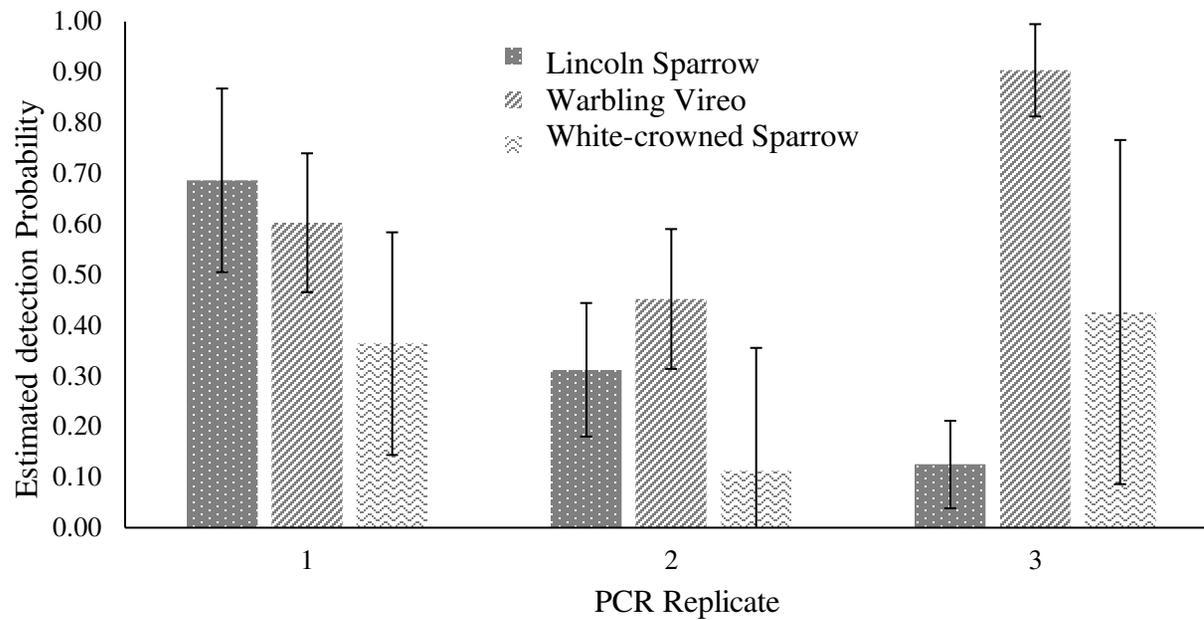 1.00
0.90
0.80
0.70
0.60
0.50
0.40
0.30
0.20
0.10
0.00
Estimated detection Probability
Lincoln Sparrow
Warbling Vireo
White-crowned Sparrow
1 2 3
PCR Replicate